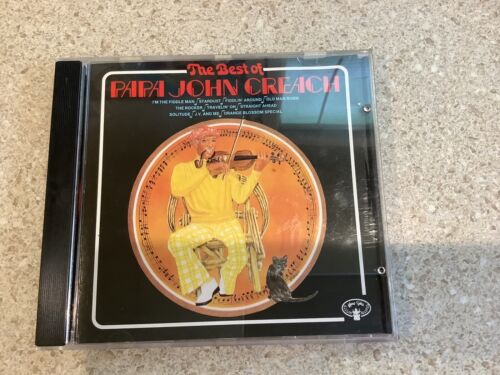 The Best of
PAPA JOHN CREACH
I'M THE FIDDLE MAN / STARDUST / FIDDLIN' AROUND / OLD MAN RIVER
THE ROCKER / TRAVELIN' ON / STRAIGHT AHEAD
SOLITUDE / J.V. AND ME / ORANGE BLOSSOM SPECIAL